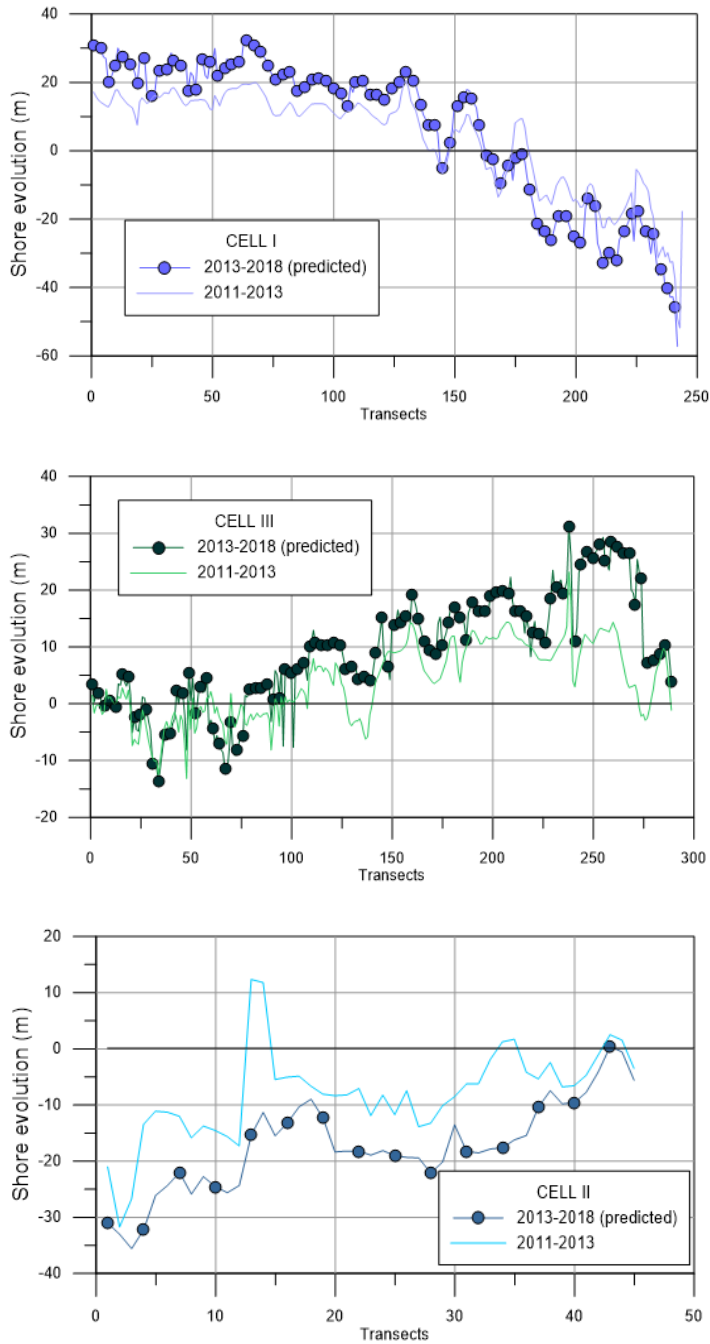 40
20
0
-20
-40
-60
Shore evolution (m)
CELL I
2013-2018 (predicted)
2011-2013
0 50 100 150 200 250
Transects
40
30
20
10
0
-10
-20
Shore evolution (m)
CELL III
2013-2018 (predicted)
2011-2013
0 50 100 150 200 250 300
Transects
20
10
0
-10
-20
-30
-40
Shore evolution (m)
CELL II
2013-2018 (predicted)
2011-2013
0 10 20 30 40 50
Transects